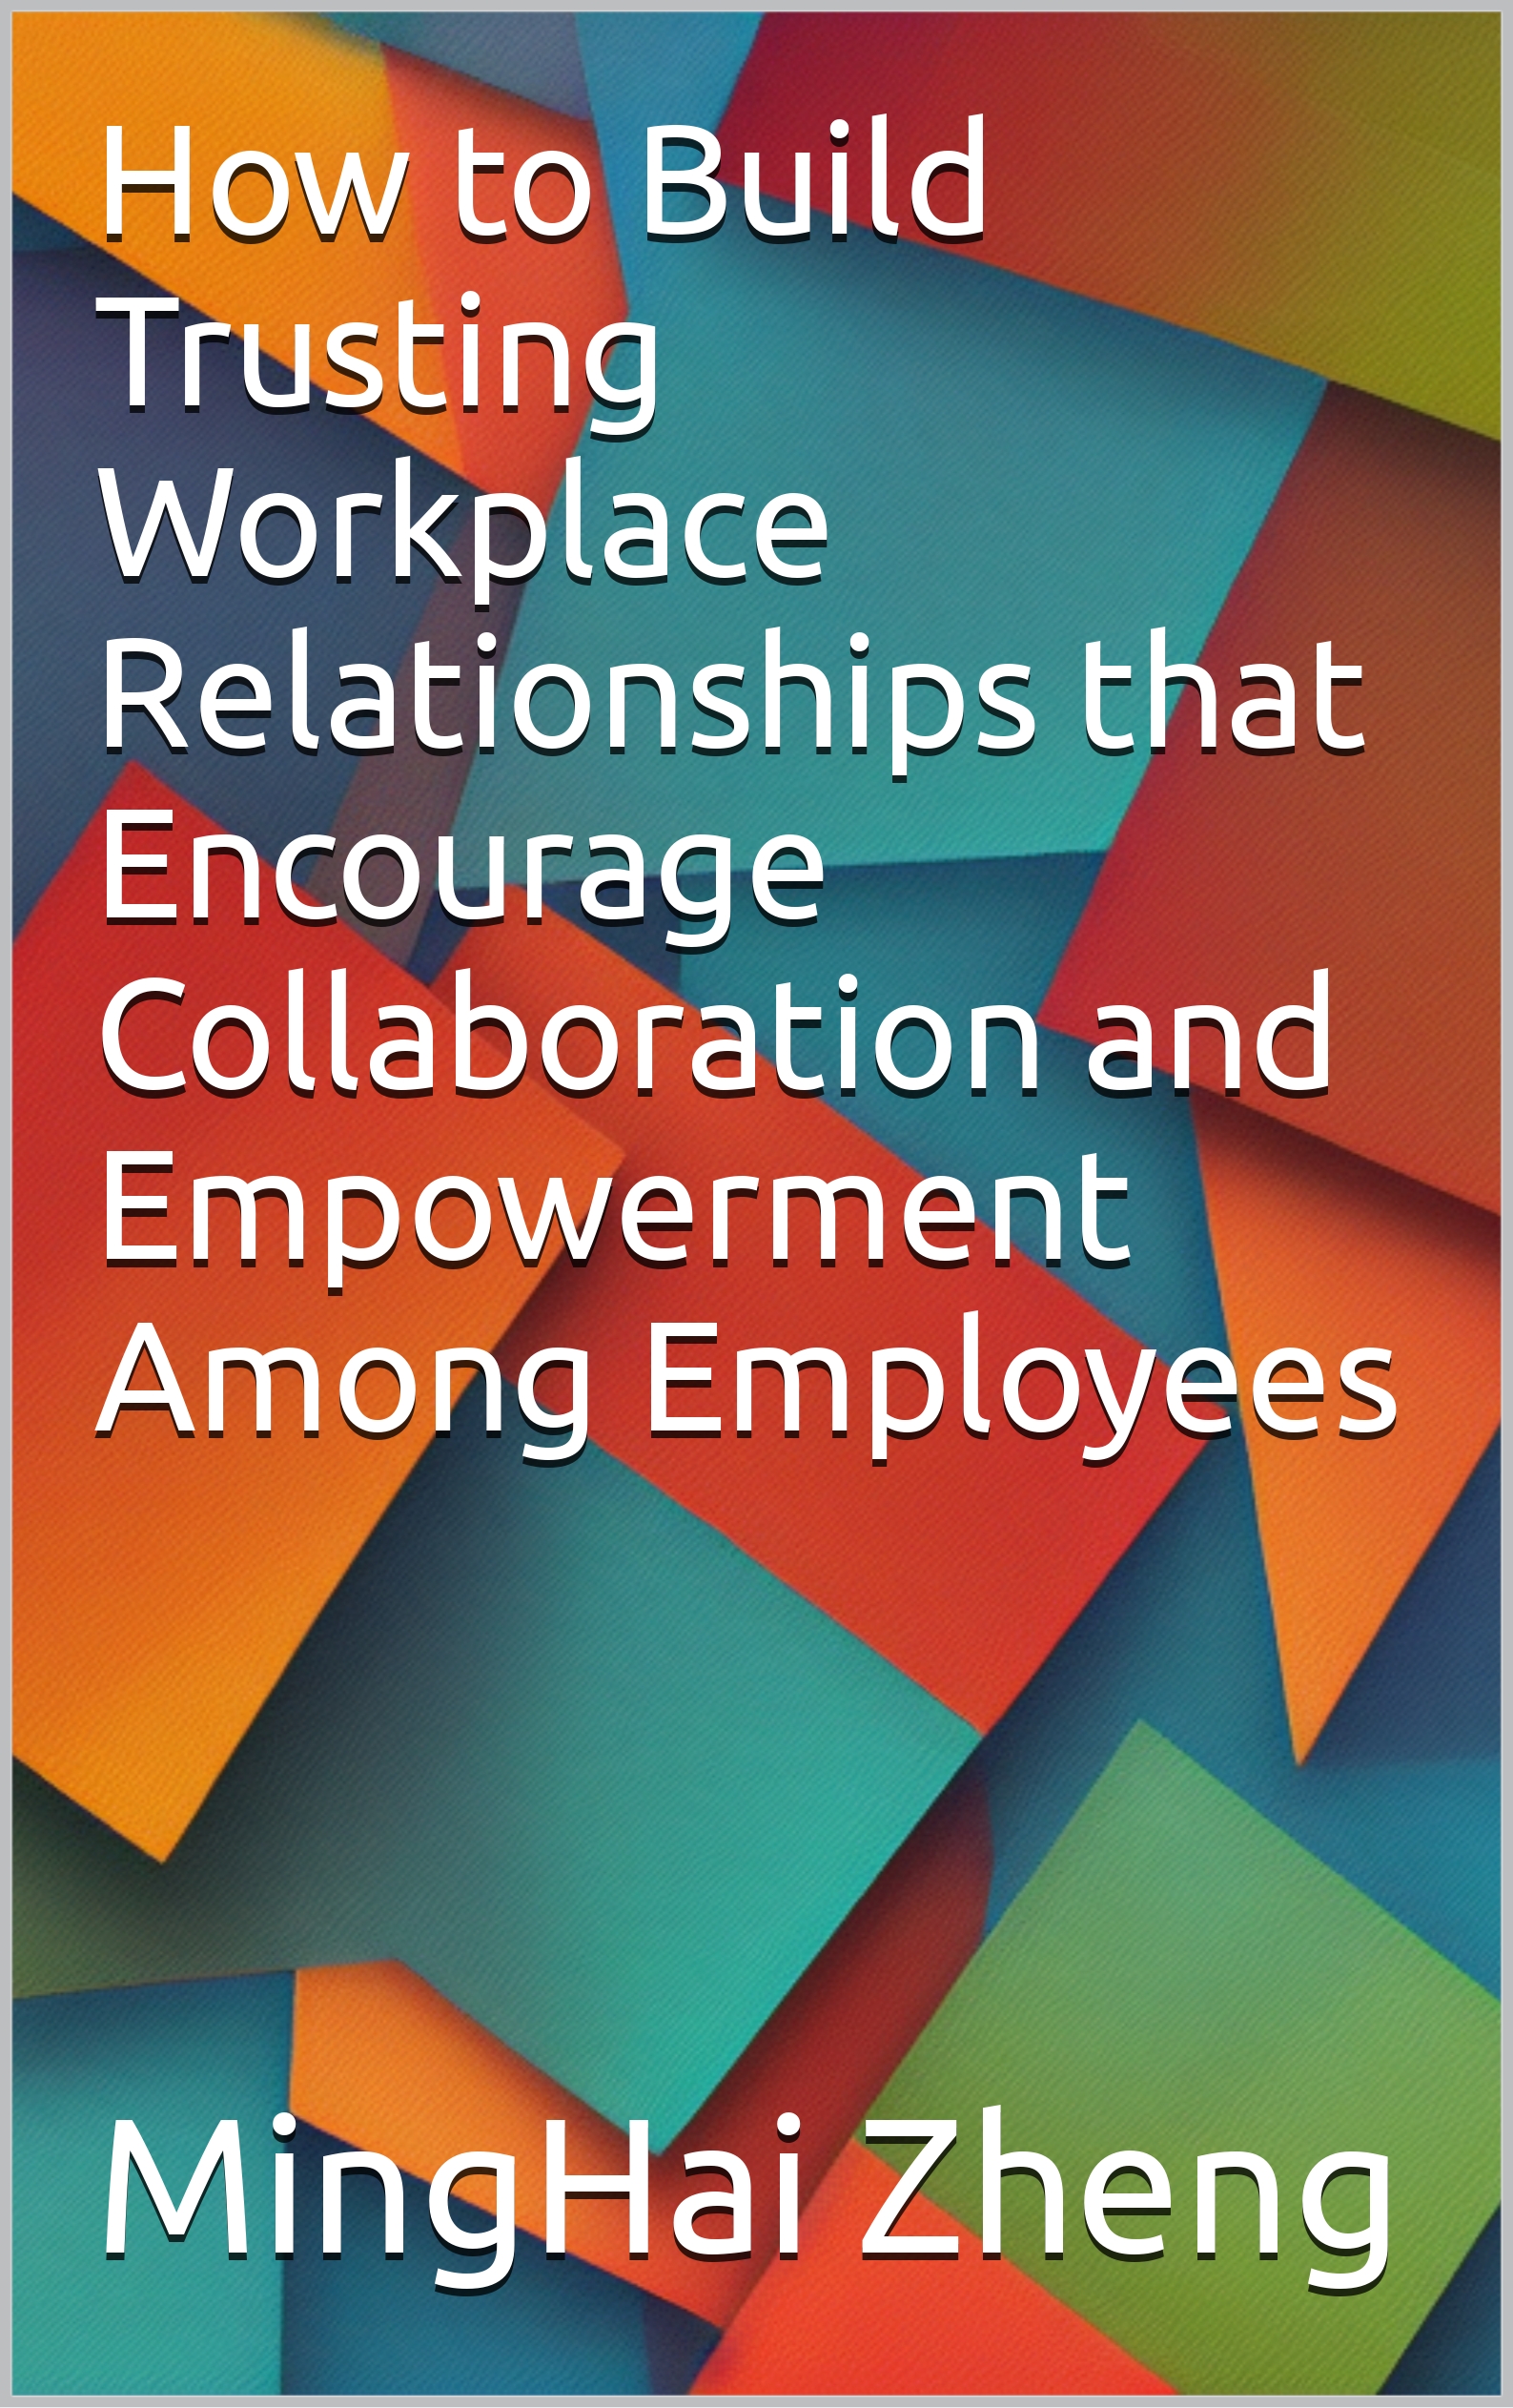 How to Build
Trusting
Workplace
Relationships that
Encourage
Collaboration and
Empowerment
Among Employees
MingHai Zheng